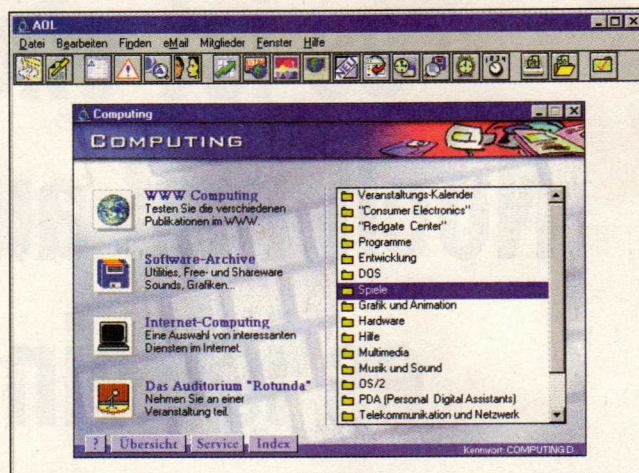 AOL
Datei Bearbeiten Finden eMail Mitglieder Fenster Hilfe
NEU
Computing
COMPUTING
WWW Computing
Testen Sie die verschiedenen
Publikationen im WWW.
Software-Archive
Utilities, Free- und Shareware
Sounds, Grafiken...
Internet-Computing
Eine Auswahl von interessanten
Diensten im Internet.
Das Auditorium "Rotunda"
Nehmen Sie an einer
Veranstaltung teil.
? Übersicht Service Index
Veranstaltungs-Kalender
"Consumer Electronics"
"Redgate Center"
Programme
Entwicklung
DOS
Spiele
Grafik und Animation
Hardware
Hilfe
Multimedia
Musik und Sound
OS/2
PDA (Personal Digital Assistants)
Telekommunikation und Netzwerk
Kennwort: COMPUTING D.